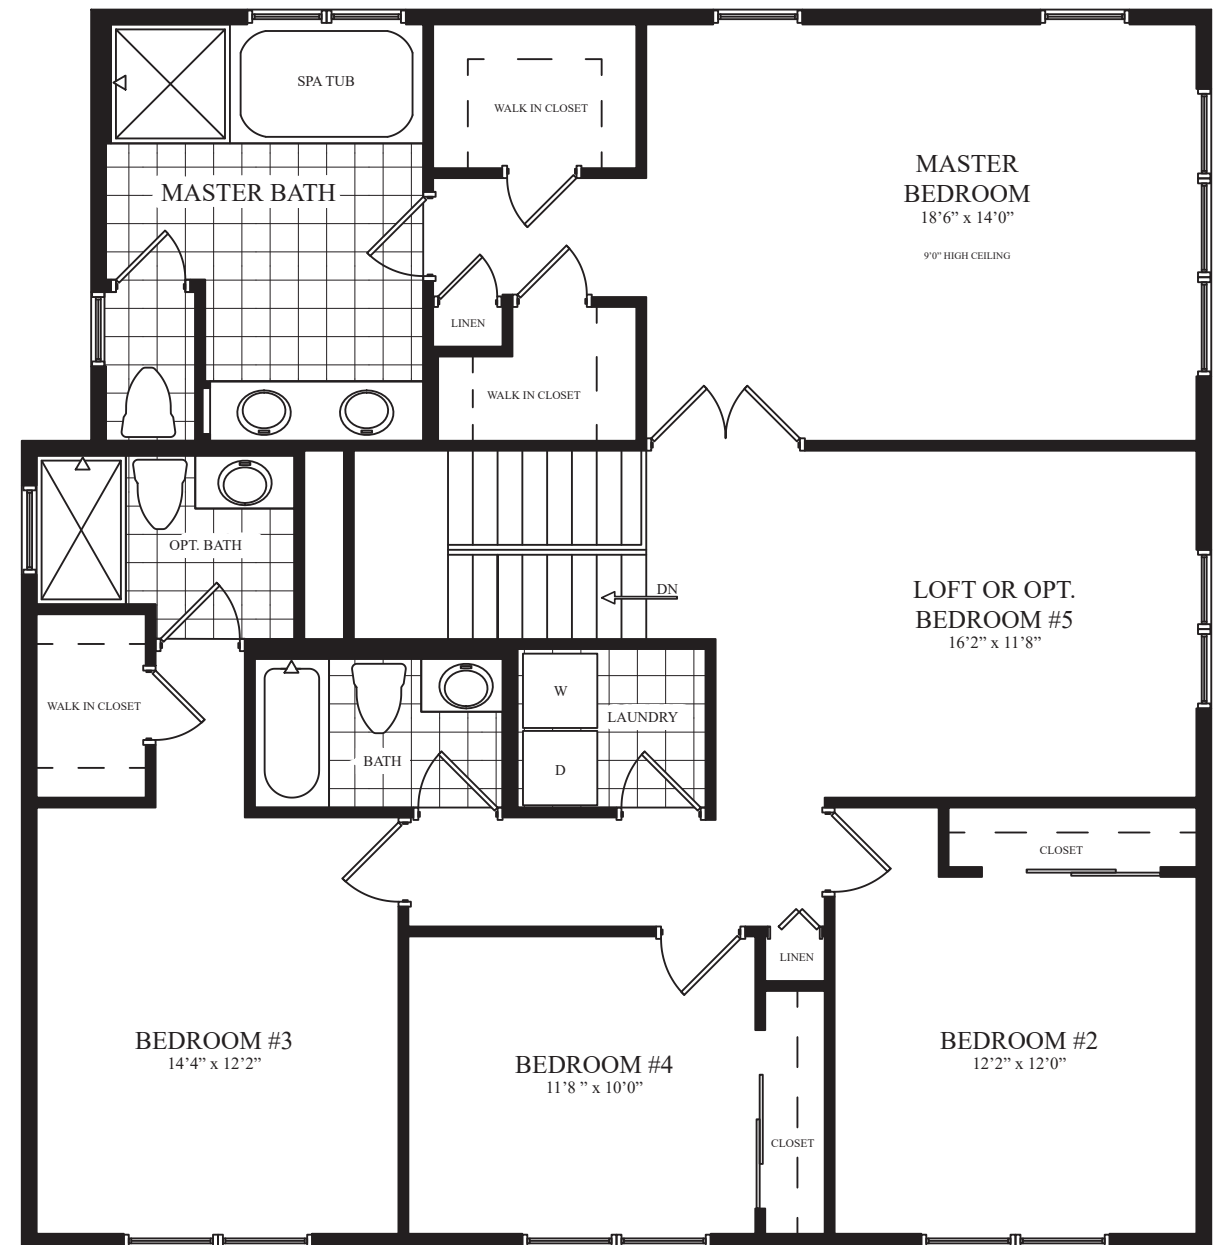 SPA TUB
WALK IN CLOSET
MASTER BATH
MASTER
BEDROOM
18’6” x 14’0”
9’0” HIGH CEILING
LINEN
WALK IN CLOSET
OPT. BATH
DN
LOFT OR OPT.
BEDROOM #5
16’2” x 11’8”
WALK IN CLOSET
W
LAUNDRY
BATH
D
CLOSET
LINEN
BEDROOM #3
14’4” x 12’2”
BEDROOM #4
11’8 ” x 10’0”
BEDROOM #2
12’2” x 12’0”
CLOSET